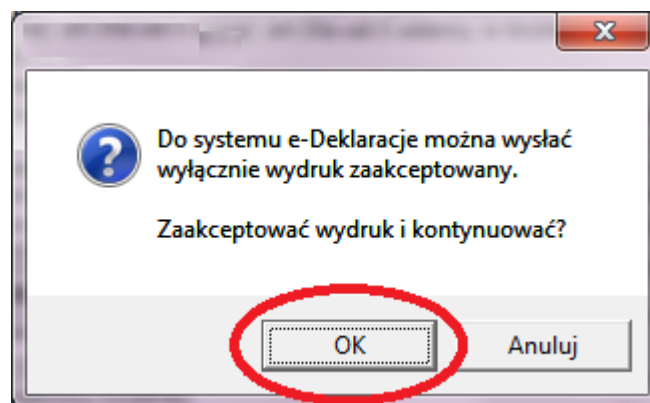 Do systemu e-Deklaracje można wysłać
wyłącznie wydruk zaakceptowany.
Zaakceptować wydruk i kontynuować?
OK
Anuluj